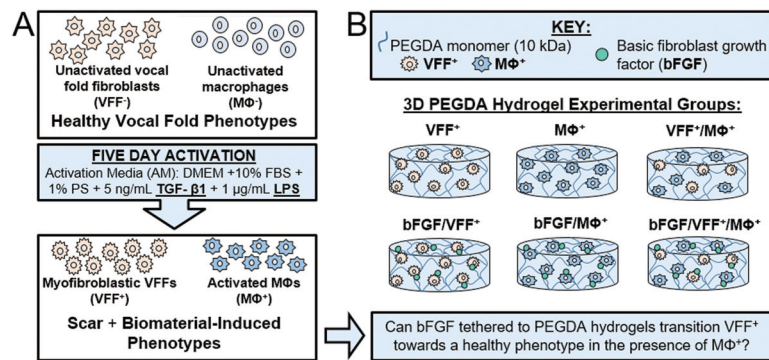 A
Unactivated vocal
fold fibroblasts
(VFF⁻)
Unactivated
macrophages
(MΦ⁻)
Healthy Vocal Fold Phenotypes
FIVE DAY ACTIVATION
Activation Media (AM): DMEM +10% FBS +
1% PS + 5 ng/mL TGF- β1 + 1 μg/mL LPS
Myofibroblastic VFFs
(VFF⁺)
Activated MΦs
(MΦ⁺)
Scar + Biomaterial-Induced
Phenotypes
B
KEY:
PEGDA monomer (10 kDa)
VFF⁺
MΦ⁺
Basic fibroblast growth
factor (bFGF)
3D PEGDA Hydrogel Experimental Groups:
VFF⁺
MΦ⁺
VFF⁺/MΦ⁺
bFGF/VFF⁺
bFGF/MΦ⁺
bFGF/VFF⁺/MΦ⁺
Can bFGF tethered to PEGDA hydrogels transition VFF⁺
towards a healthy phenotype in the presence of MΦ⁺?